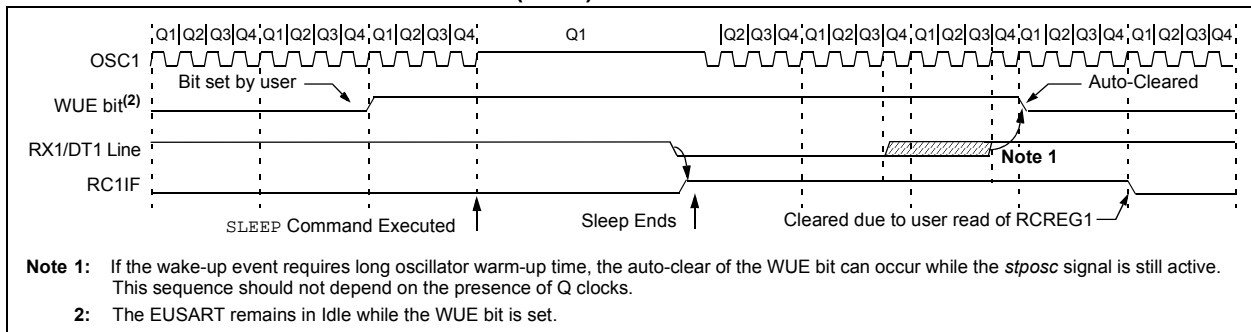 Q1 Q2 Q3 Q4 Q1 Q2 Q3 Q4 Q1 Q2 Q3 Q4 Q1 Q2 Q3 Q4 Q1 Q2 Q3 Q4 Q1 Q2 Q3 Q4 Q1 Q2 Q3 Q4
OSC1
Bit set by user
Auto-Cleared
WUE bit(2)
RX1/DT1 Line
Note 1
RC1IF
SLEEP Command Executed
Sleep Ends
Cleared due to user read of RCREG1
Note 1: If the wake-up event requires long oscillator warm-up time, the auto-clear of the WUE bit can occur while the stposc signal is still active.
This sequence should not depend on the presence of Q clocks.
2: The EUSART remains in Idle while the WUE bit is set.